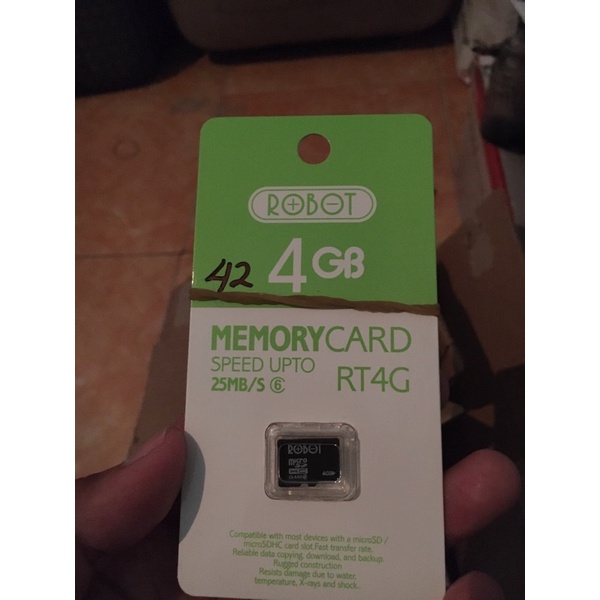 ROBOT
4GB
42
MEMORYCARD
SPEED UPTO
25MB/S 6
RT4G
ROBOT
micro
Compatible with most devices with a microSD /
microSDHC card slot.Fast transfer rate.
Reliable data copying, download, and backup.
Rugged construction
Resists damage due to water,
temperature, X-rays and shock..